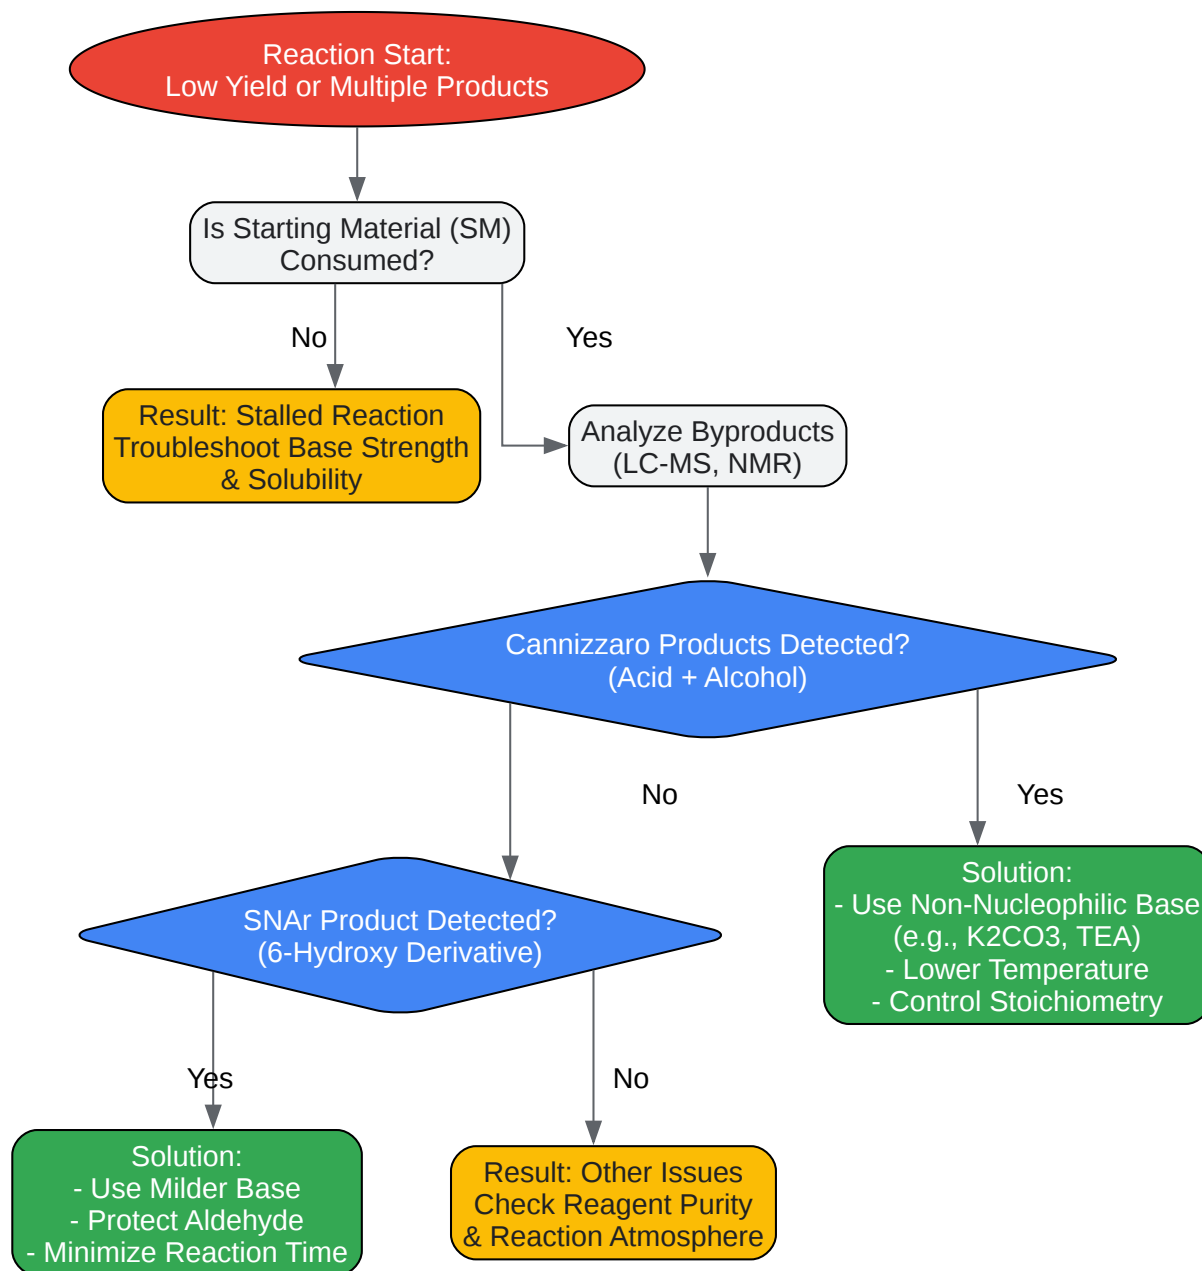 Reaction Start:
Low Yield or Multiple Products
Is Starting Material (SM)
Consumed?
No
Yes
Result: Stalled Reaction
Troubleshoot Base Strength
& Solubility
Analyze Byproducts
(LC-MS, NMR)
Cannizzaro Products Detected?
(Acid + Alcohol)
No
Yes
SNAr Product Detected?
(6-Hydroxy Derivative)
Solution:
- Use Non-Nucleophilic Base
(e.g., K2CO3, TEA)
- Lower Temperature
- Control Stoichiometry
Yes
No
Solution:
- Use Milder Base
- Protect Aldehyde
- Minimize Reaction Time
Result: Other Issues
Check Reagent Purity
& Reaction Atmosphere